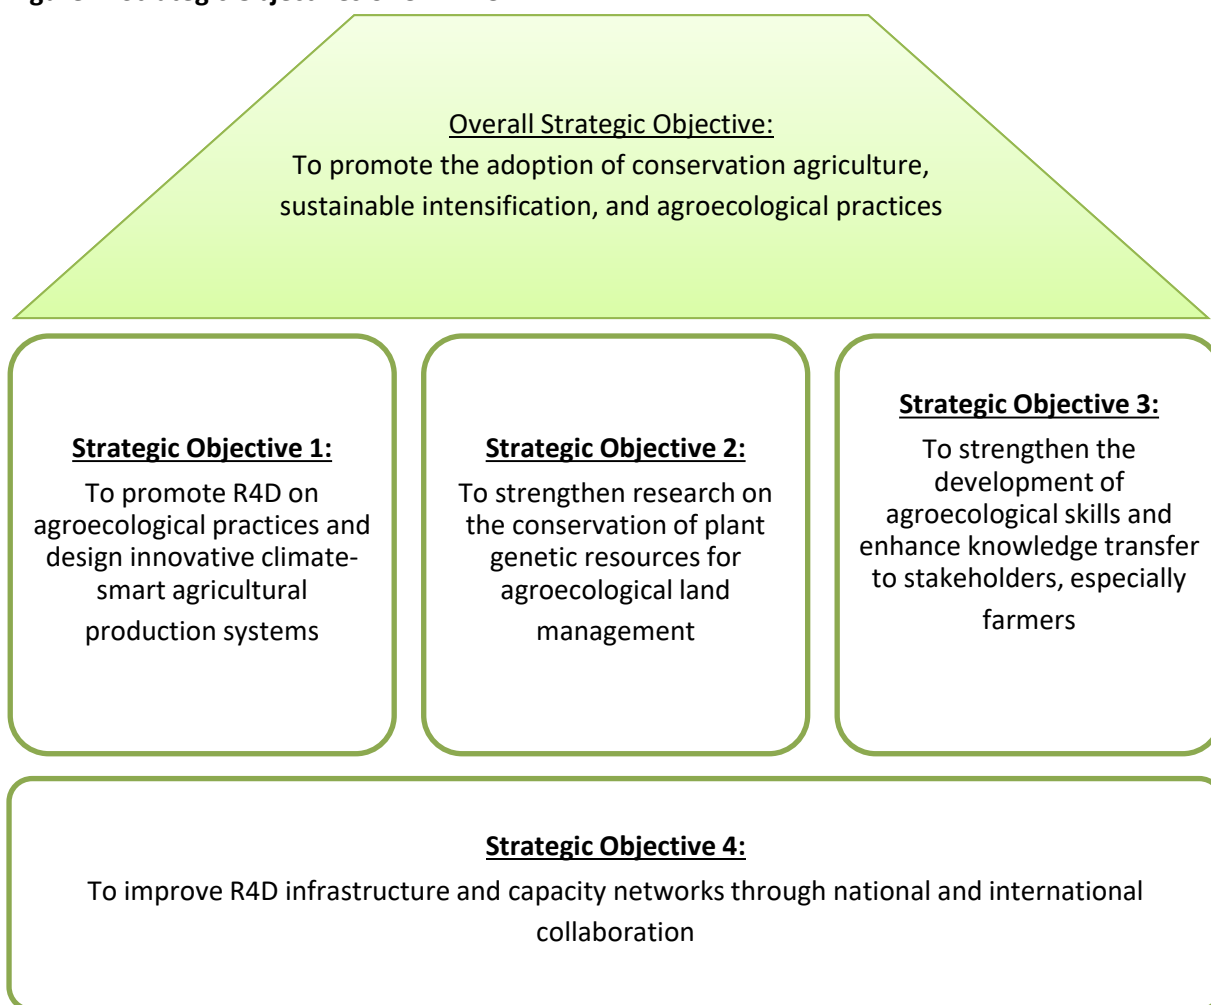 Overall Strategic Objective:
To promote the adoption of conservation agriculture,
sustainable intensification, and agroecological practices
Strategic Objective 1:
To promote R4D on
agroecological practices and
design innovative climate-
smart agricultural
production systems
Strategic Objective 2:
To strengthen research on
the conservation of plant
genetic resources for
agroecological land
management
Strategic Objective 3:
To strengthen the
development of
agroecological skills and
enhance knowledge transfer
to stakeholders, especially
farmers
Strategic Objective 4:
To improve R4D infrastructure and capacity networks through national and international
collaboration